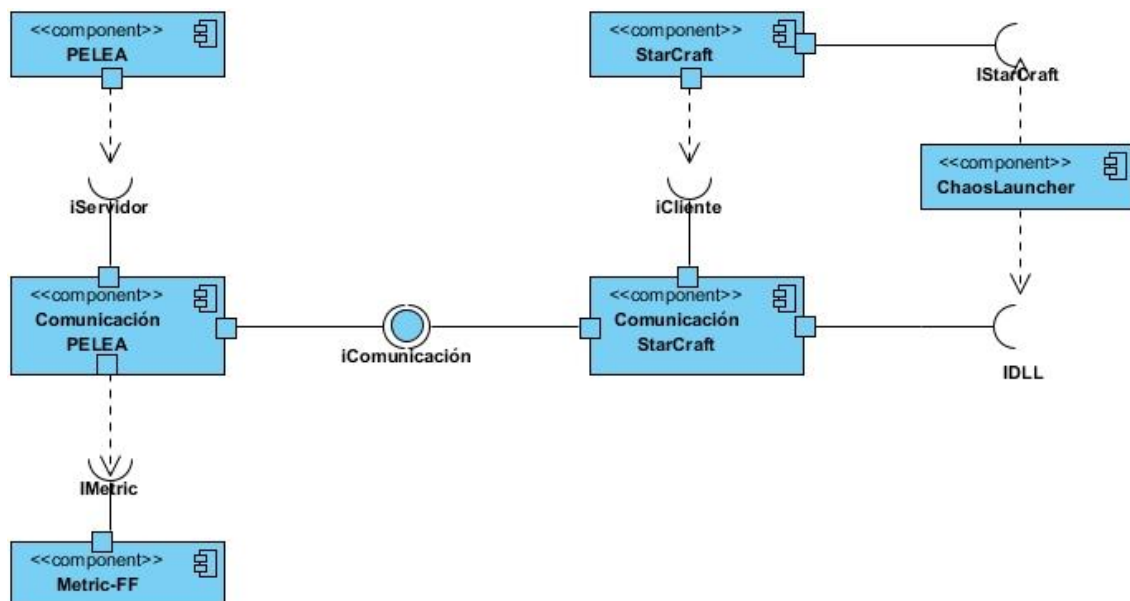 <<component>>
PELEA
<<component>>
StarCraft
IStarCraft
<<component>>
ChaosLauncher
iServidor
iCliente
<<component>>
Comunicación
PELEA
iComunicación
<<component>>
Comunicación
StarCraft
IDLL
IMetric
<<component>>
Metric-FF